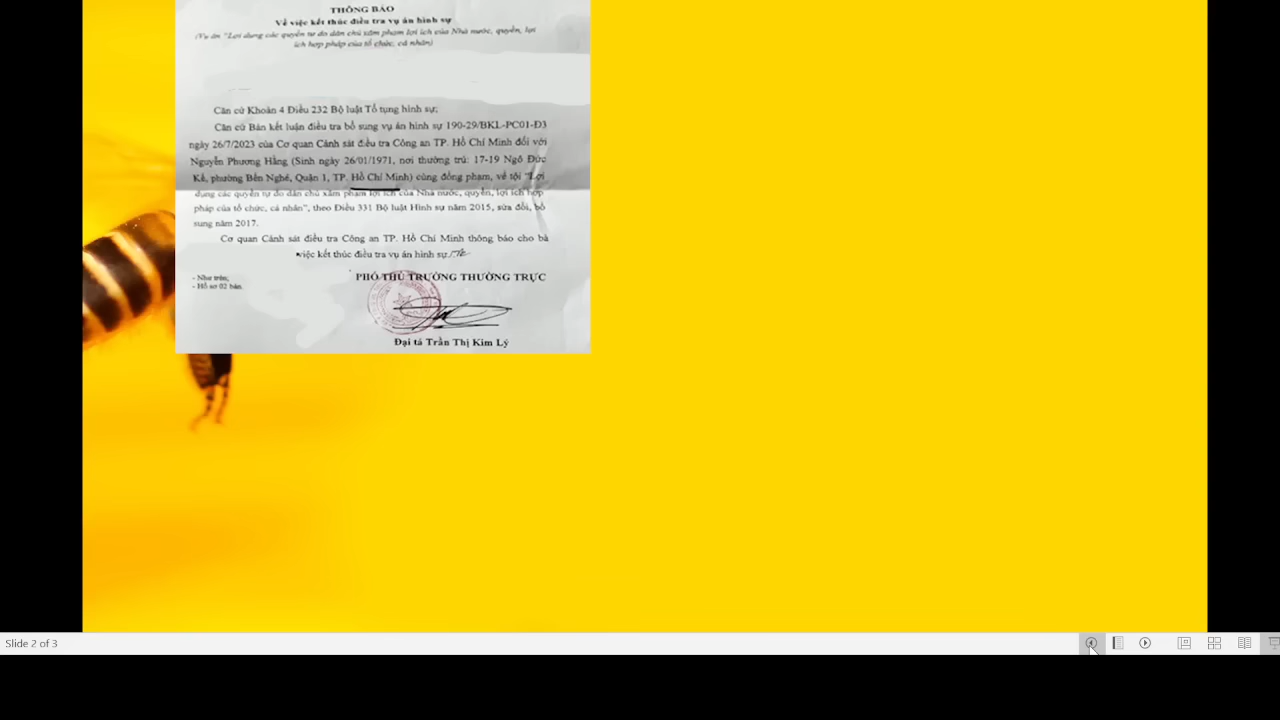 THÔNG BÁO
Về việc kết thúc điều tra vụ án hình sự
(Vụ án "Lợi dụng các quyền tự do dân chủ xâm phạm lợi ích của Nhà nước, quyền, lợi
ích hợp pháp của tổ chức, cá nhân)
Căn cứ Khoản 4 Điều 232 Bộ luật Tố tụng hình sự;
Căn cứ Bản kết luận điều tra bổ sung vụ án hình sự 190-29/BKL-PC01-Đ3
ngày 26/7/2023 của Cơ quan Cảnh sát điều tra Công an TP. Hồ Chí Minh đối với
Nguyễn Phương Hằng (Sinh ngày 26/01/1971, nơi thường trú: 17-19 Ngô Đức
Kế, phường Bến Nghé, Quận 1, TP. Hồ Chí Minh) cùng đồng phạm, về tội "Lợi
dụng các quyền tự do dân chủ xâm phạm lợi ích của Nhà nước, quyền, lợi ích hợp
pháp của tổ chức, cá nhân", theo Điều 331 Bộ luật Hình sự năm 2015, sửa đổi, bổ
sung năm 2017.
Cơ quan Cảnh sát điều tra Công an TP. Hồ Chí Minh thông báo cho bà
việc kết thúc điều tra vụ án hình sự
- Như trên;
- Hồ sơ 02 bản.
PHÓ THỦ TRƯỞNG THƯỜNG TRỰC
Đại tá Trần Thị Kim Lý
Slide 2 of 3